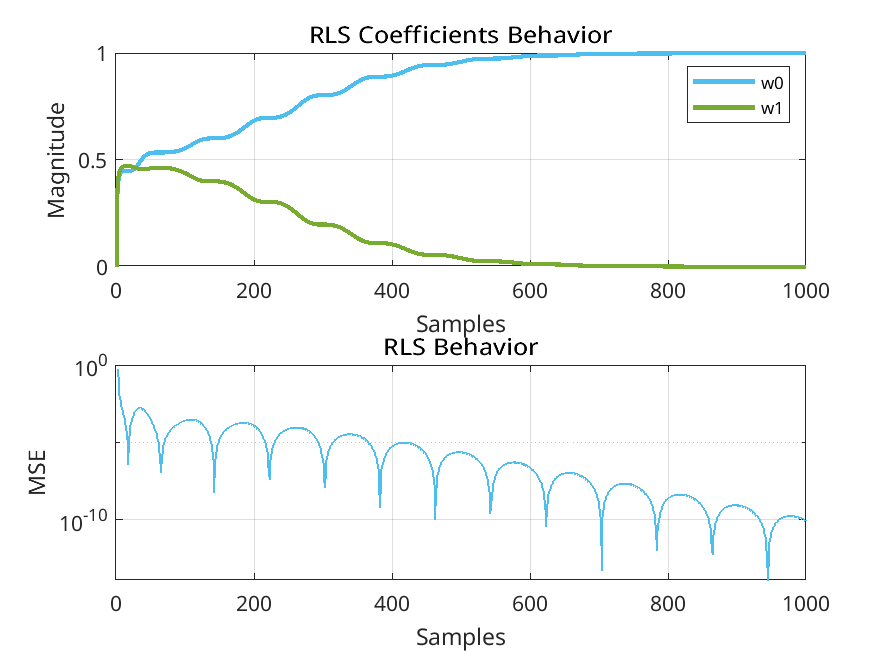 RLS Coefficients Behavior
Magnitude
1
0.5
0
w0
w1
0 200 400 600 800 1000
Samples
RLS Behavior
MSE
10^0
10^-10
0 200 400 600 800 1000
Samples